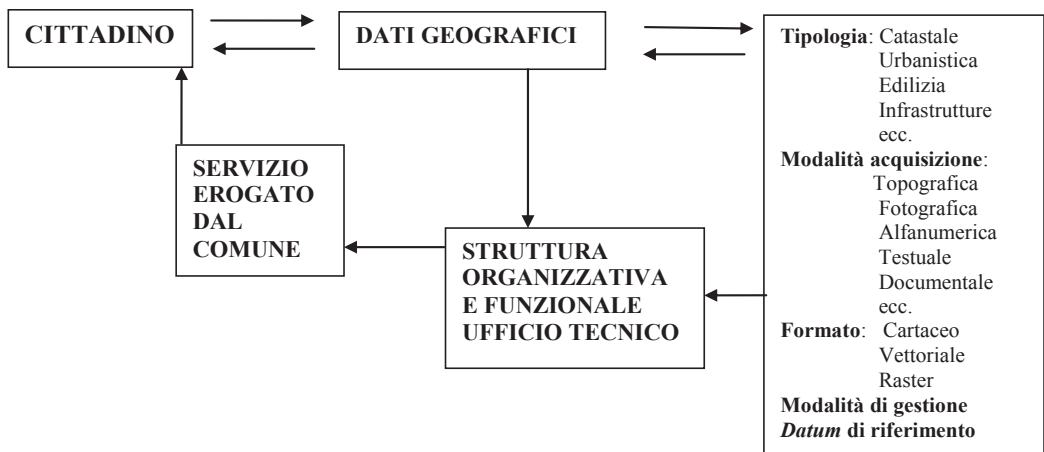 CITTADINO
DATI GEOGRAFICI
Tipologia: Catastale
Urbanistica
Edilizia
Infrastrutture
ecc.
Modalità acquisizione:
Topografica
Fotografica
Alfanumerica
Testuale
Documentale
ecc.
Formato: Cartaceo
Vettoriale
Raster
Modalità di gestione
Datum di riferimento
SERVIZIO
EROGATO
DAL
COMUNE
STRUTTURA
ORGANIZZATIVA
E FUNZIONALE
UFFICIO TECNICO